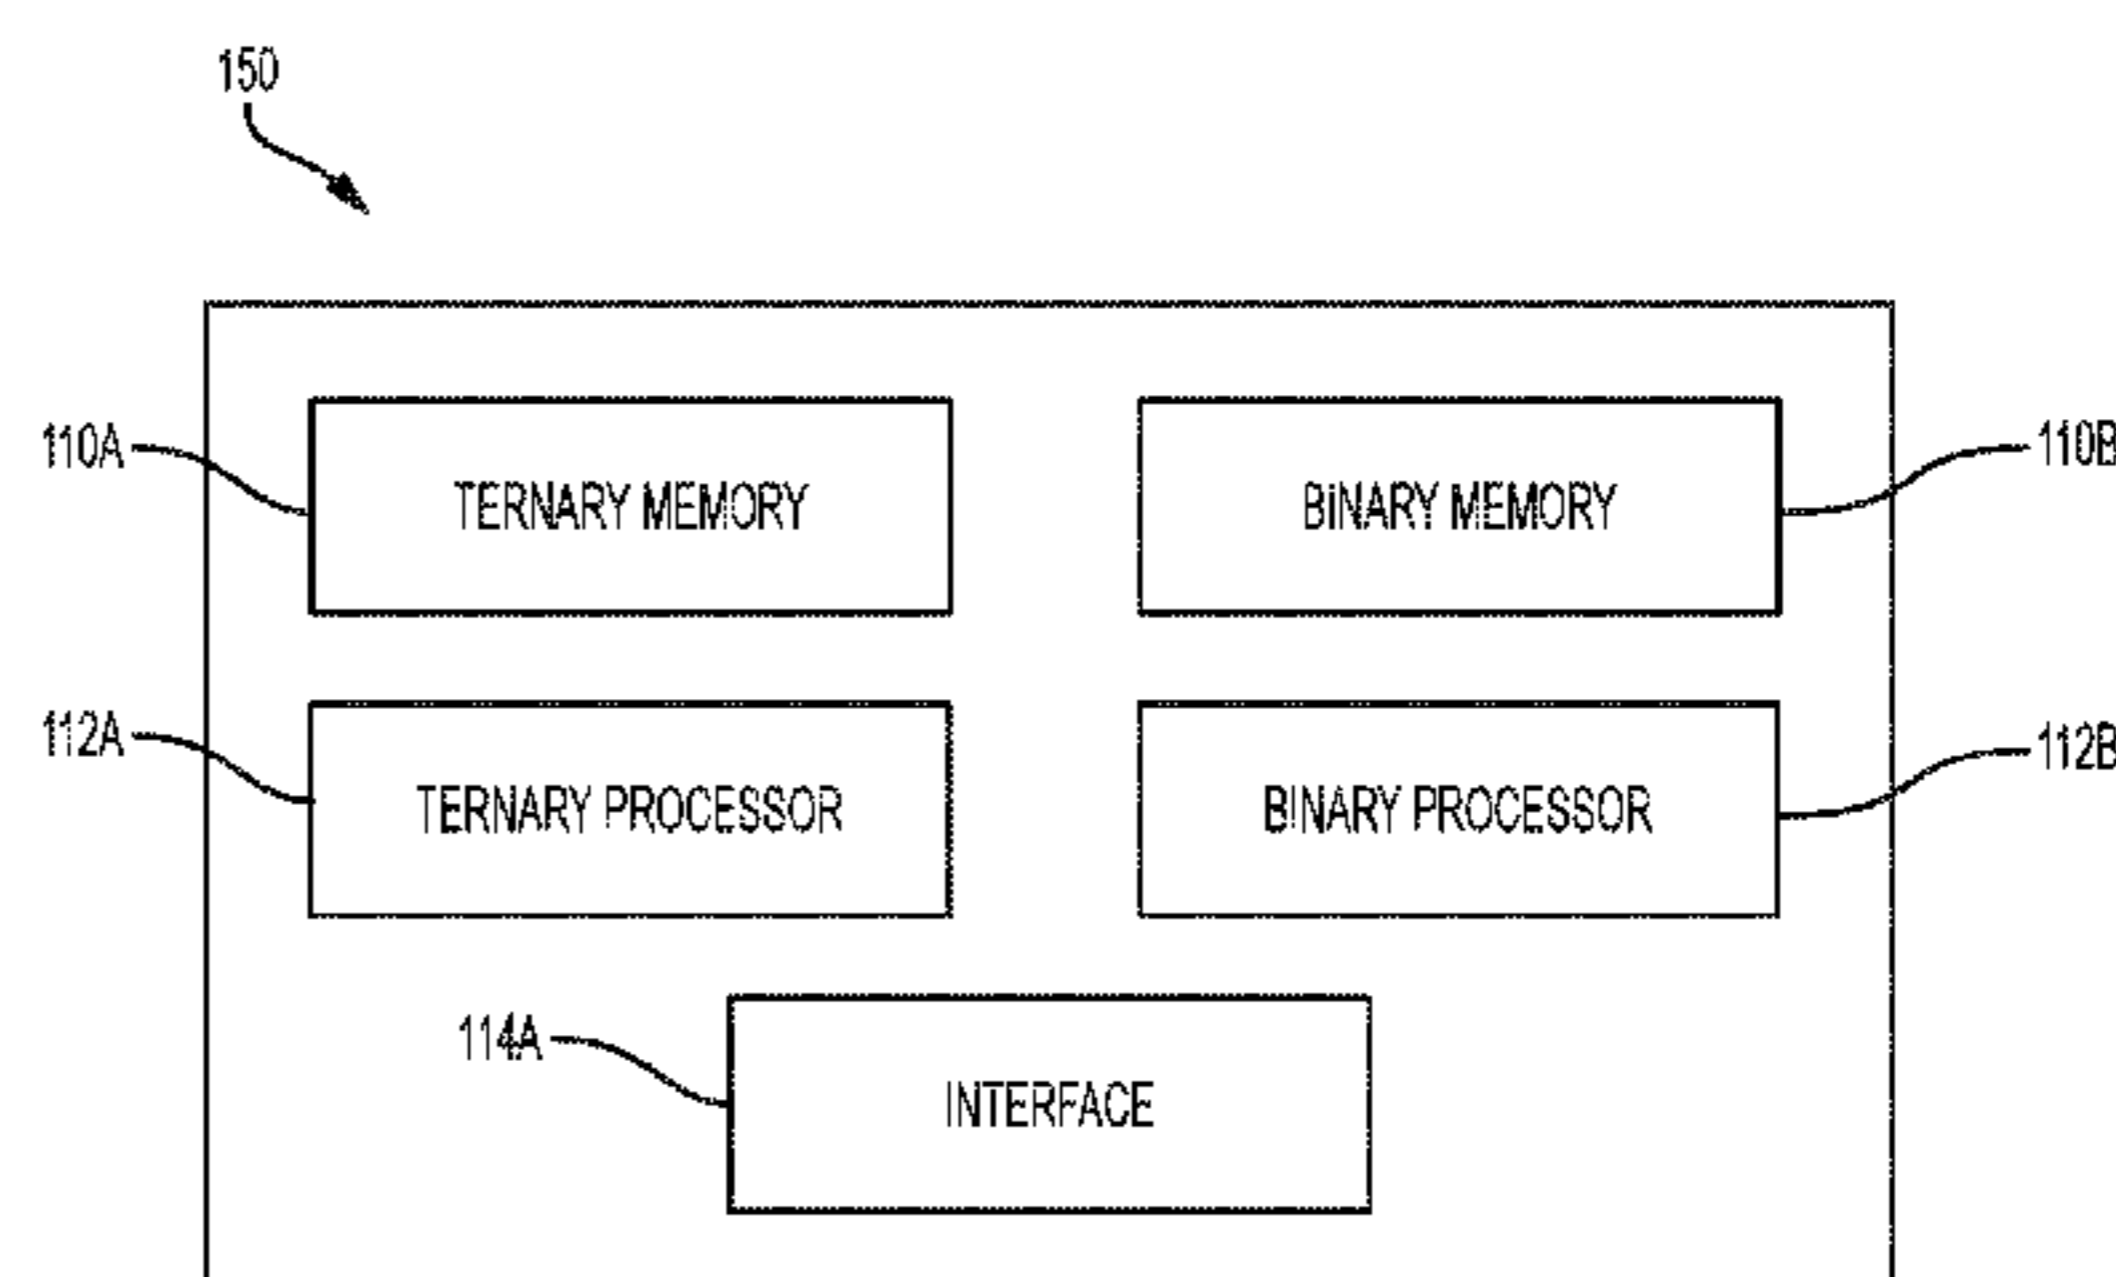 150
110A
TERNARY MEMORY
BINARY MEMORY
110B
112A
TERNARY PROCESSOR
BINARY PROCESSOR
112B
114A
INTERFACE